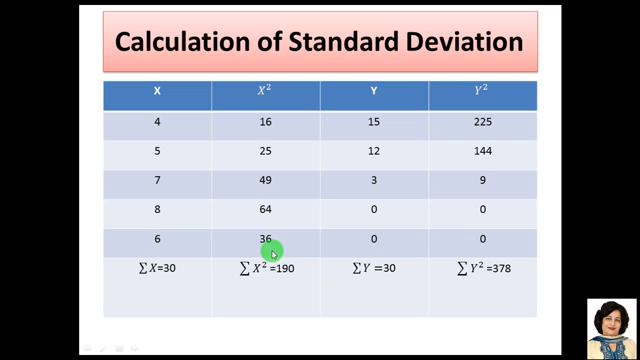 Calculation of Standard Deviation
X X² Y Y²
4 16 15 225
5 25 12 144
7 49 3 9
8 64 0 0
6 36 0 0
∑X=30 ∑X² =190 ∑Y =30 ∑Y² =378